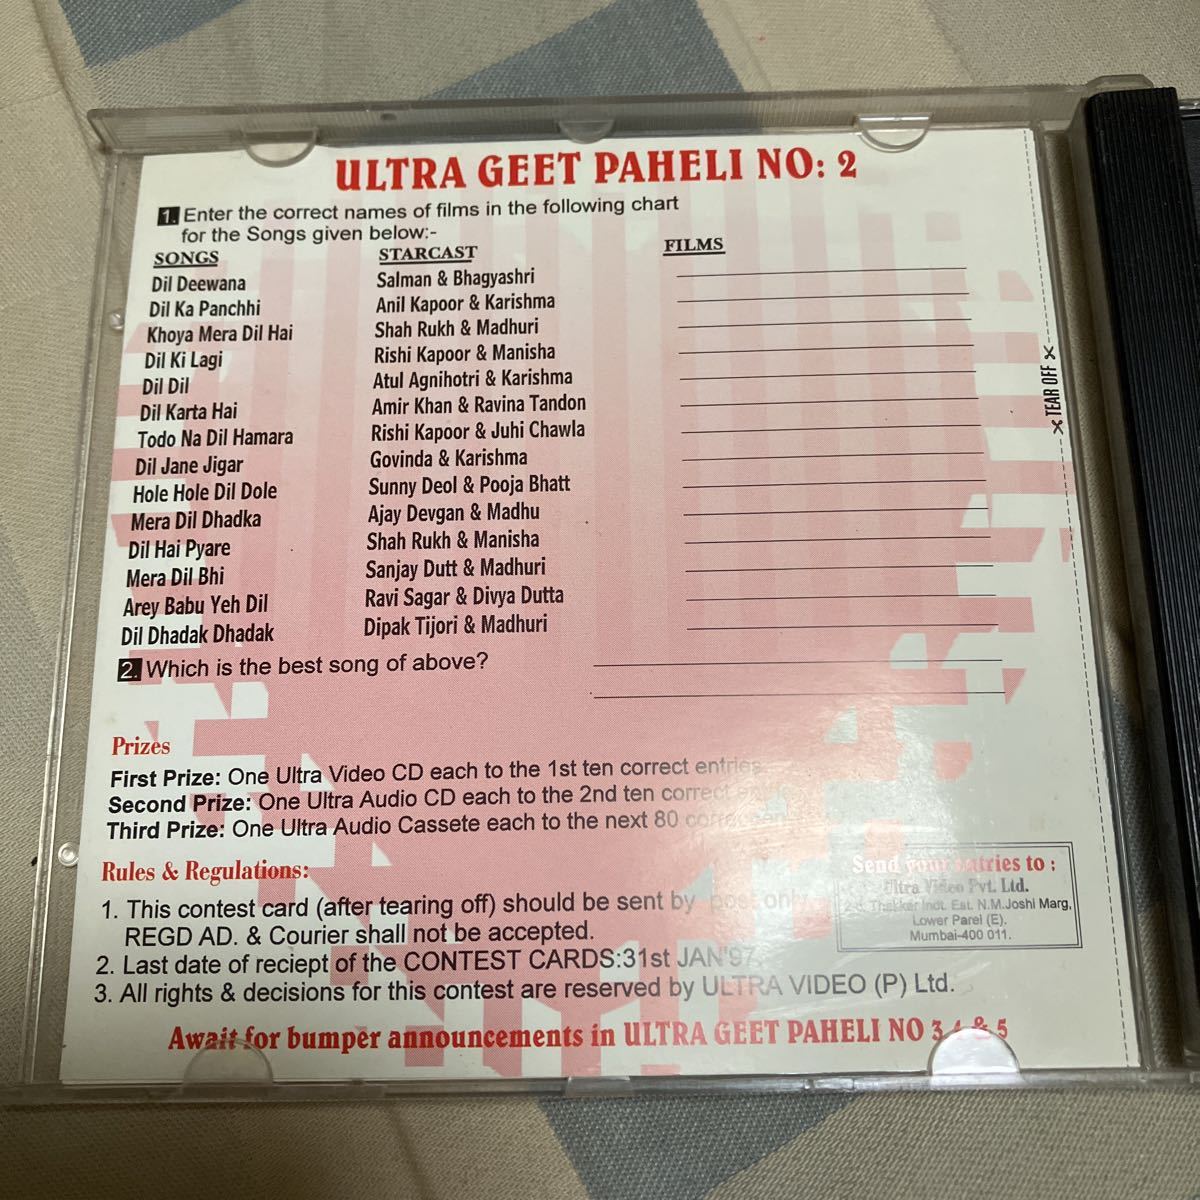 ULTRA GEET PAHELI NO: 2
1. Enter the correct names of films in the following chart
for the Songs given below:-
SONGS STARCAST FILMS
Dil Deewana Salman & Bhagyashri
Dil Ka Panchhi Anil Kapoor & Karishma
Khoya Mera Dil Hai Shah Rukh & Madhuri
Dil Ki Lagi Rishi Kapoor & Manisha
Dil Dil Atul Agnihotri & Karishma
Dil Karta Hai Amir Khan & Ravina Tandon
Todo Na Dil Hamara Rishi Kapoor & Juhi Chawla
Dil Jane Jigar Govinda & Karishma
Hole Hole Dil Dole Sunny Deol & Pooja Bhatt
Mera Dil Dhadka Ajay Devgan & Madhu
Dil Hai Pyare Shah Rukh & Manisha
Mera Dil Bhi Sanjay Dutt & Madhuri
Arey Babu Yeh Dil Ravi Sagar & Divya Dutta
Dil Dhadak Dhadak Dipak Tijori & Madhuri
2. Which is the best song of above?
TEAR OFF
Prizes
First Prize: One Ultra Video CD each to the 1st ten correct entries
Second Prize: One Ultra Audio CD each to the 2nd ten correct
Third Prize: One Ultra Audio Cassete each to the next 80
Rules & Regulations:
1. This contest card (after tearing off) should be sent by post only
REGD AD. & Courier shall not be accepted.
2. Last date of reciept of the CONTEST CARDS:31st JAN'97.
3. All rights & decisions for this contest are reserved by ULTRA VIDEO (P) Ltd.
Send your entries to :
Ultra Video Pvt. Ltd.
Thakker Indt. Est. N.M.Joshi Marg,
Lower Parel (E).
Mumbai-400 011.
Await for bumper announcements in ULTRA GEET PAHELI NO 3,4 & 5